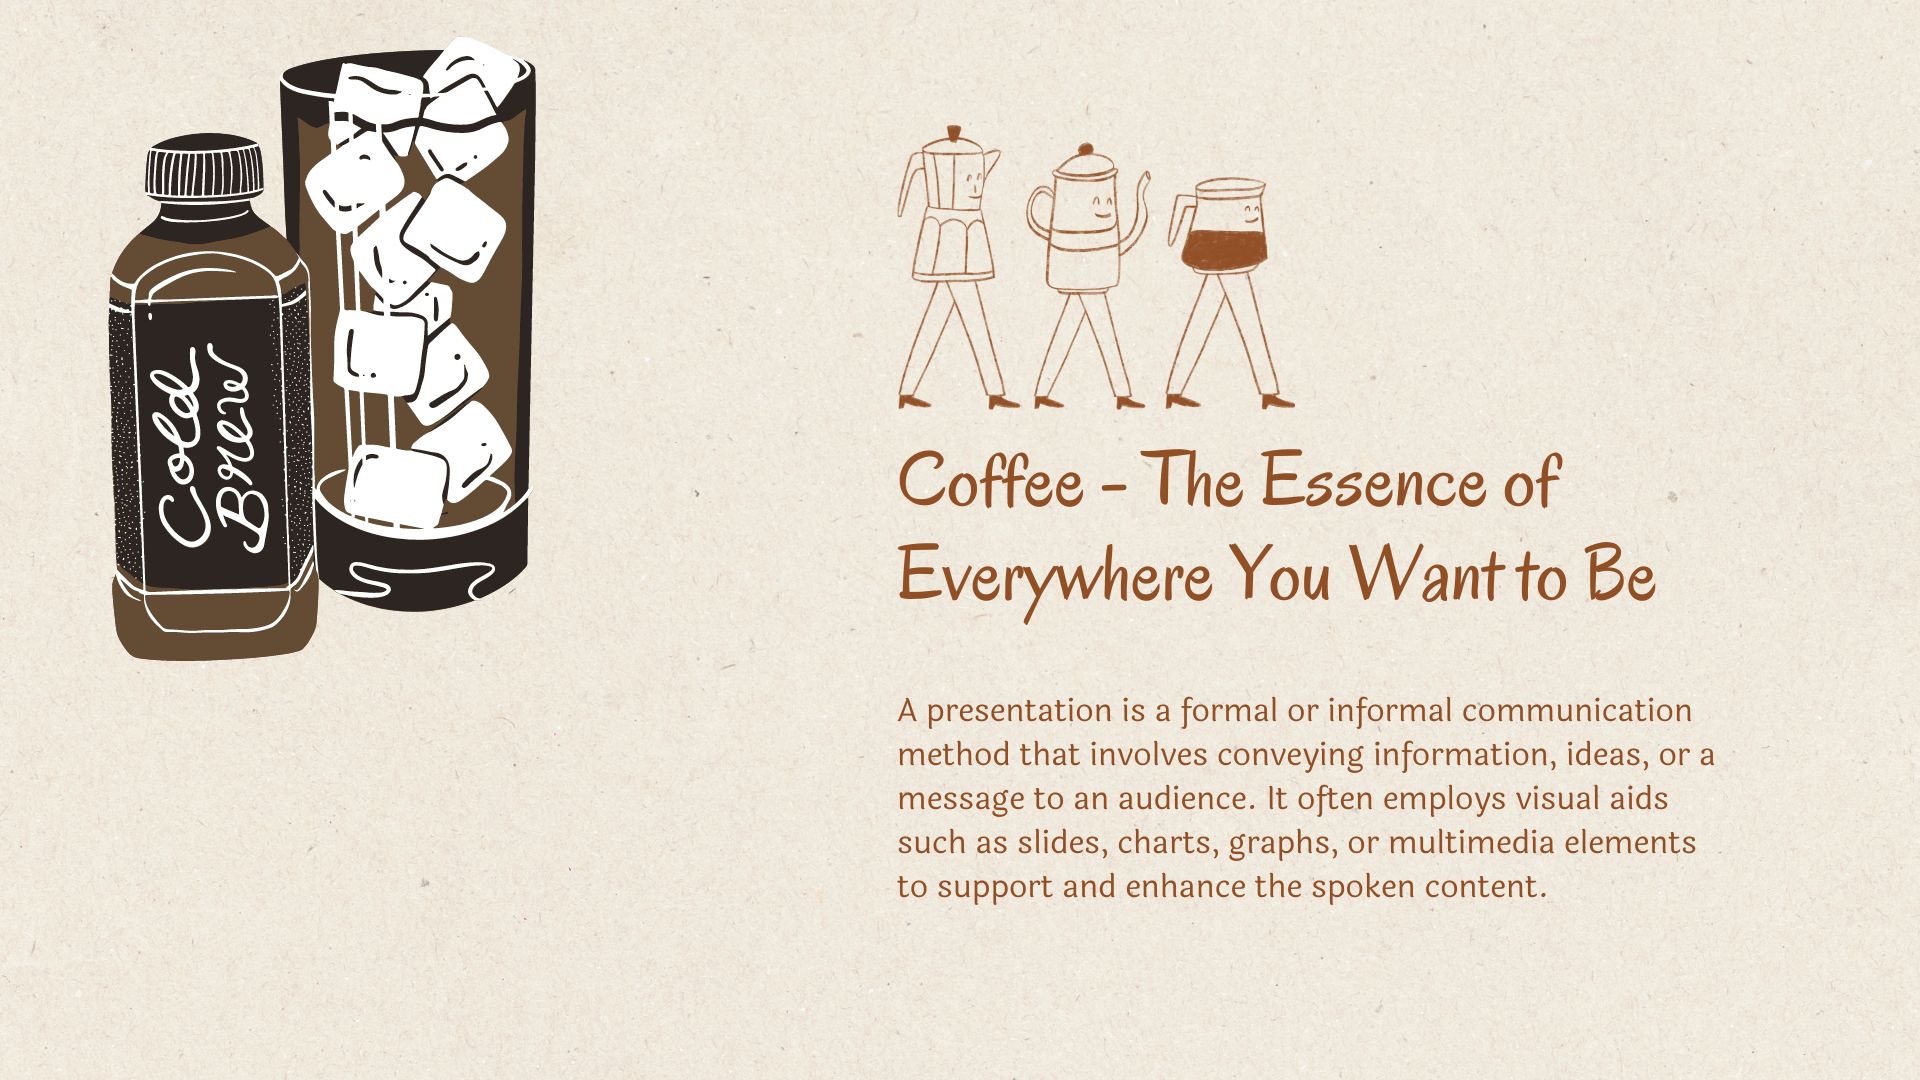 Cold
Brew
Coffee - The Essence of
Everywhere You Want to Be
A presentation is a formal or informal communication
method that involves conveying information, ideas, or a
message to an audience. It often employs visual aids
such as slides, charts, graphs, or multimedia elements
to support and enhance the spoken content.